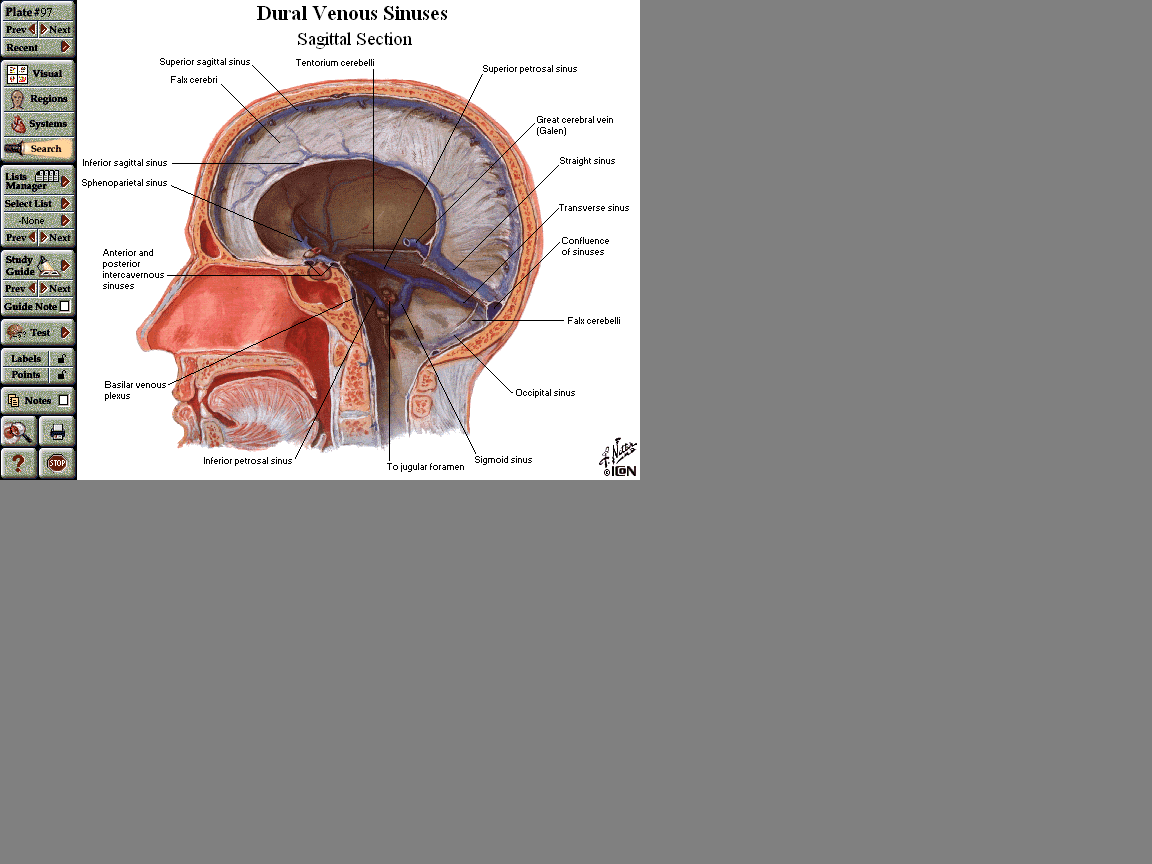 Plate #97
Prev Next
Recent
Visual
Regions
Systems
Search
Lists
Manager
Select List
-None
Prev Next
Study
Guide
Prev Next
Guide Note
Test
Labels
Points
Notes
?
STOP
Dural Venous Sinuses
Sagittal Section
Superior sagittal sinus
Tentorium cerebelli
Superior petrosal sinus
Falx cerebri
Great cerebral vein
(Galen)
Inferior sagittal sinus
Straight sinus
Sphenoparietal sinus
Transverse sinus
Confluence
of sinuses
Anterior and
posterior
intercavernous
sinuses
Falx cerebelli
Basilar venous
plexus
Occipital sinus
Inferior petrosal sinus
To jugular foramen
Sigmoid sinus
© ICON